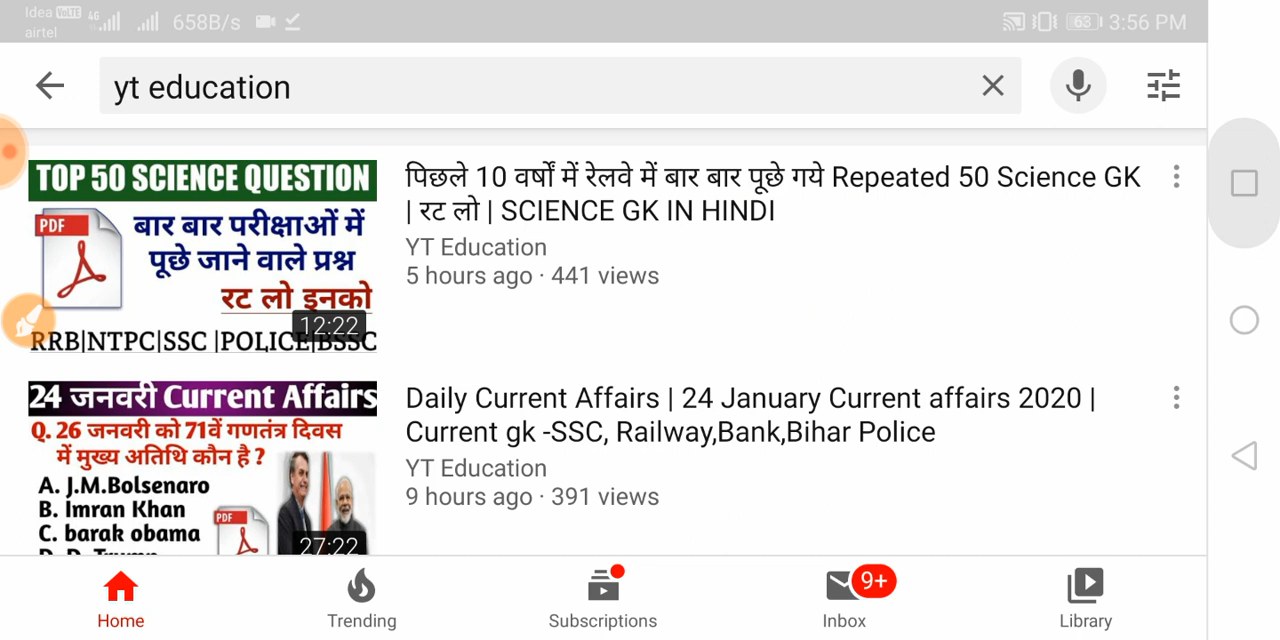 Idea VoLTE 4G 658B/s 63 3:56 PM
airtel
yt education
TOP 50 SCIENCE QUESTION
PDF
बार बार परीक्षाओं में
पूछे जाने वाले प्रश्न
रट लो इनको
12:22
RRB|NTPC|SSC |POLICE|BSSC
पिछले 10 वर्षों में रेलवे में बार बार पूछे गये Repeated 50 Science GK
| रट लो | SCIENCE GK IN HINDI
YT Education
5 hours ago · 441 views
24 जनवरी Current Affairs
Q. 26 जनवरी को 71वें गणतंत्र दिवस
में मुख्य अतिथि कौन है ?
A. J.M.Bolsenaro
B. Imran Khan
C. barak obama
D. D. Trump
PDF
27:22
Daily Current Affairs | 24 January Current affairs 2020 |
Current gk -SSC, Railway,Bank,Bihar Police
YT Education
9 hours ago · 391 views
Home
Trending
Subscriptions
9+
Inbox
Library